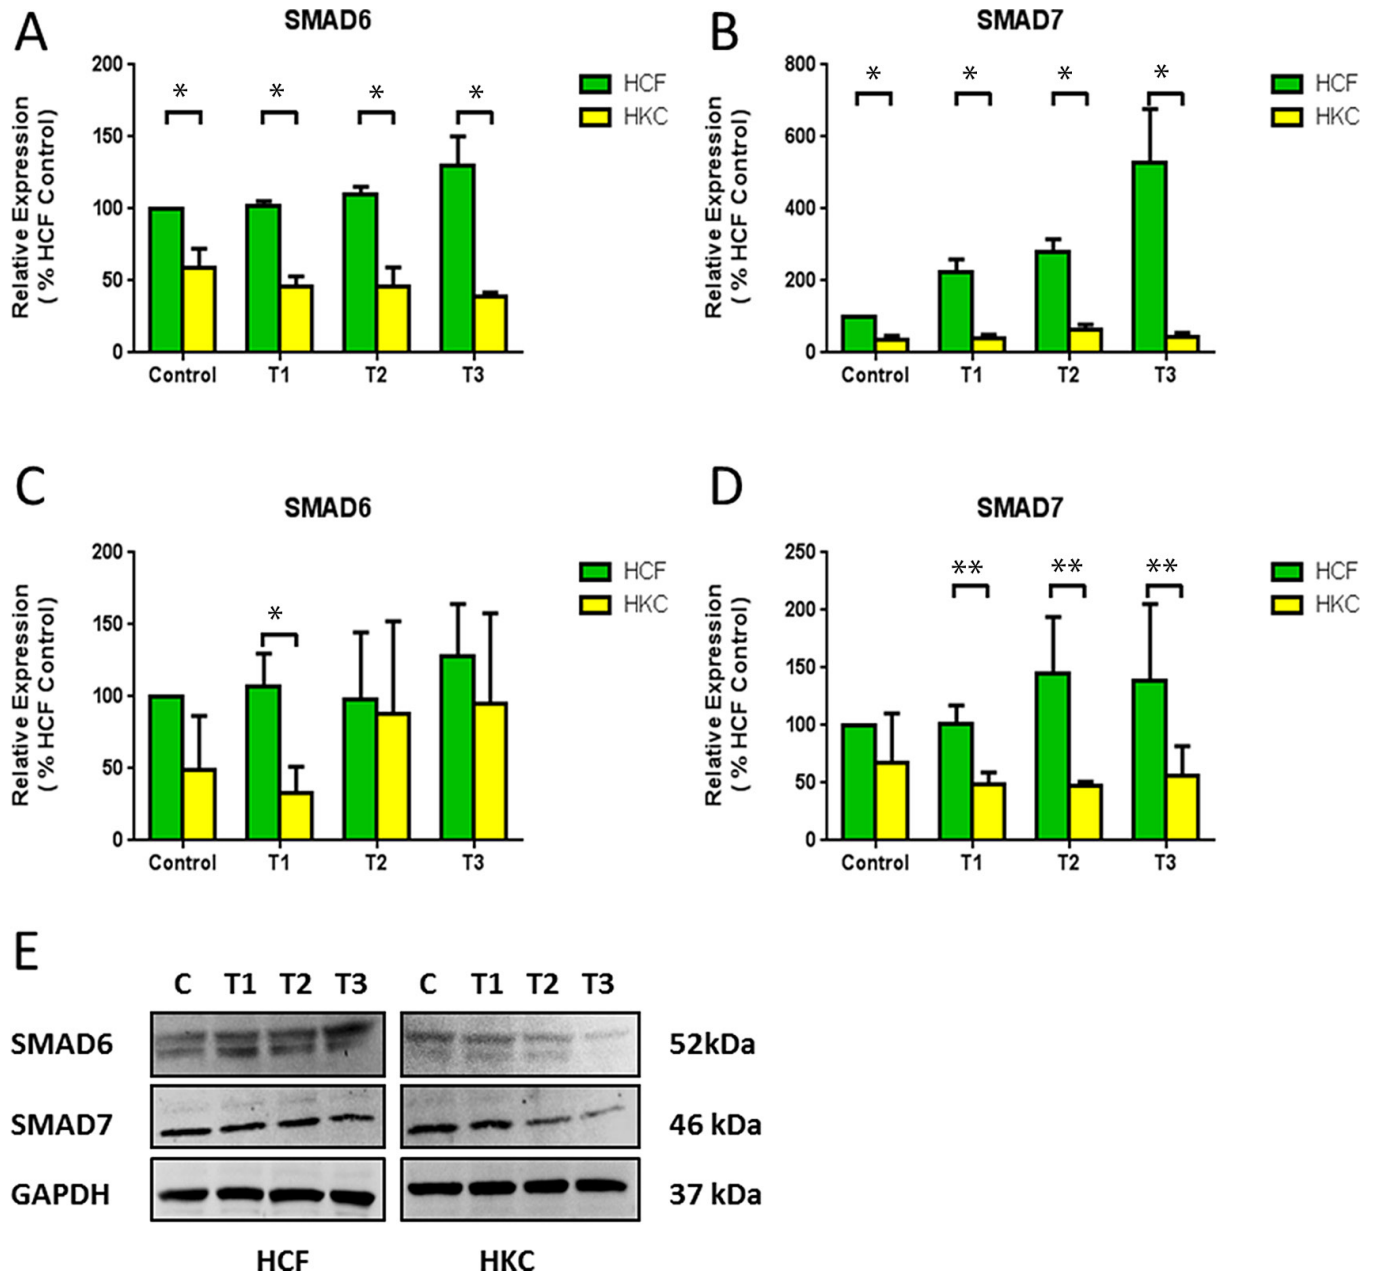 A
SMAD6
Relative Expression
( % HCF Control)
200
150
100
50
0
* * * *
Control T1 T2 T3
HCF
HKC
B
SMAD7
Relative Expression
( % HCF Control)
800
600
400
200
0
* * * *
Control T1 T2 T3
HCF
HKC
C
SMAD6
Relative Expression
( % HCF Control)
200
150
100
50
0
*
Control T1 T2 T3
HCF
HKC
D
SMAD7
Relative Expression
( % HCF Control)
250
200
150
100
50
0
** ** **
Control T1 T2 T3
HCF
HKC
E
C T1 T2 T3 C T1 T2 T3
SMAD6 52kDa
SMAD7 46 kDa
GAPDH 37 kDa
HCF HKC